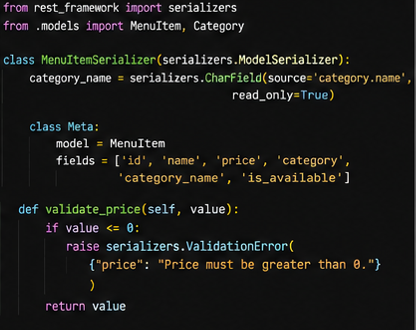 from rest_framework import serializers
from .models import MenuItem, Category
class MenuItemSerializer(serializers.ModelSerializer):
    category_name = serializers.CharField(source='category.name',
                                read_only=True)
    class Meta:
        model = MenuItem
        fields = ['id', 'name', 'price', 'category',
                  'category_name', 'is_available']
  def validate_price(self, value):
      if value <= 0:
         raise serializers.ValidationError(
             {"price": "Price must be greater than 0."}
             )
      return value